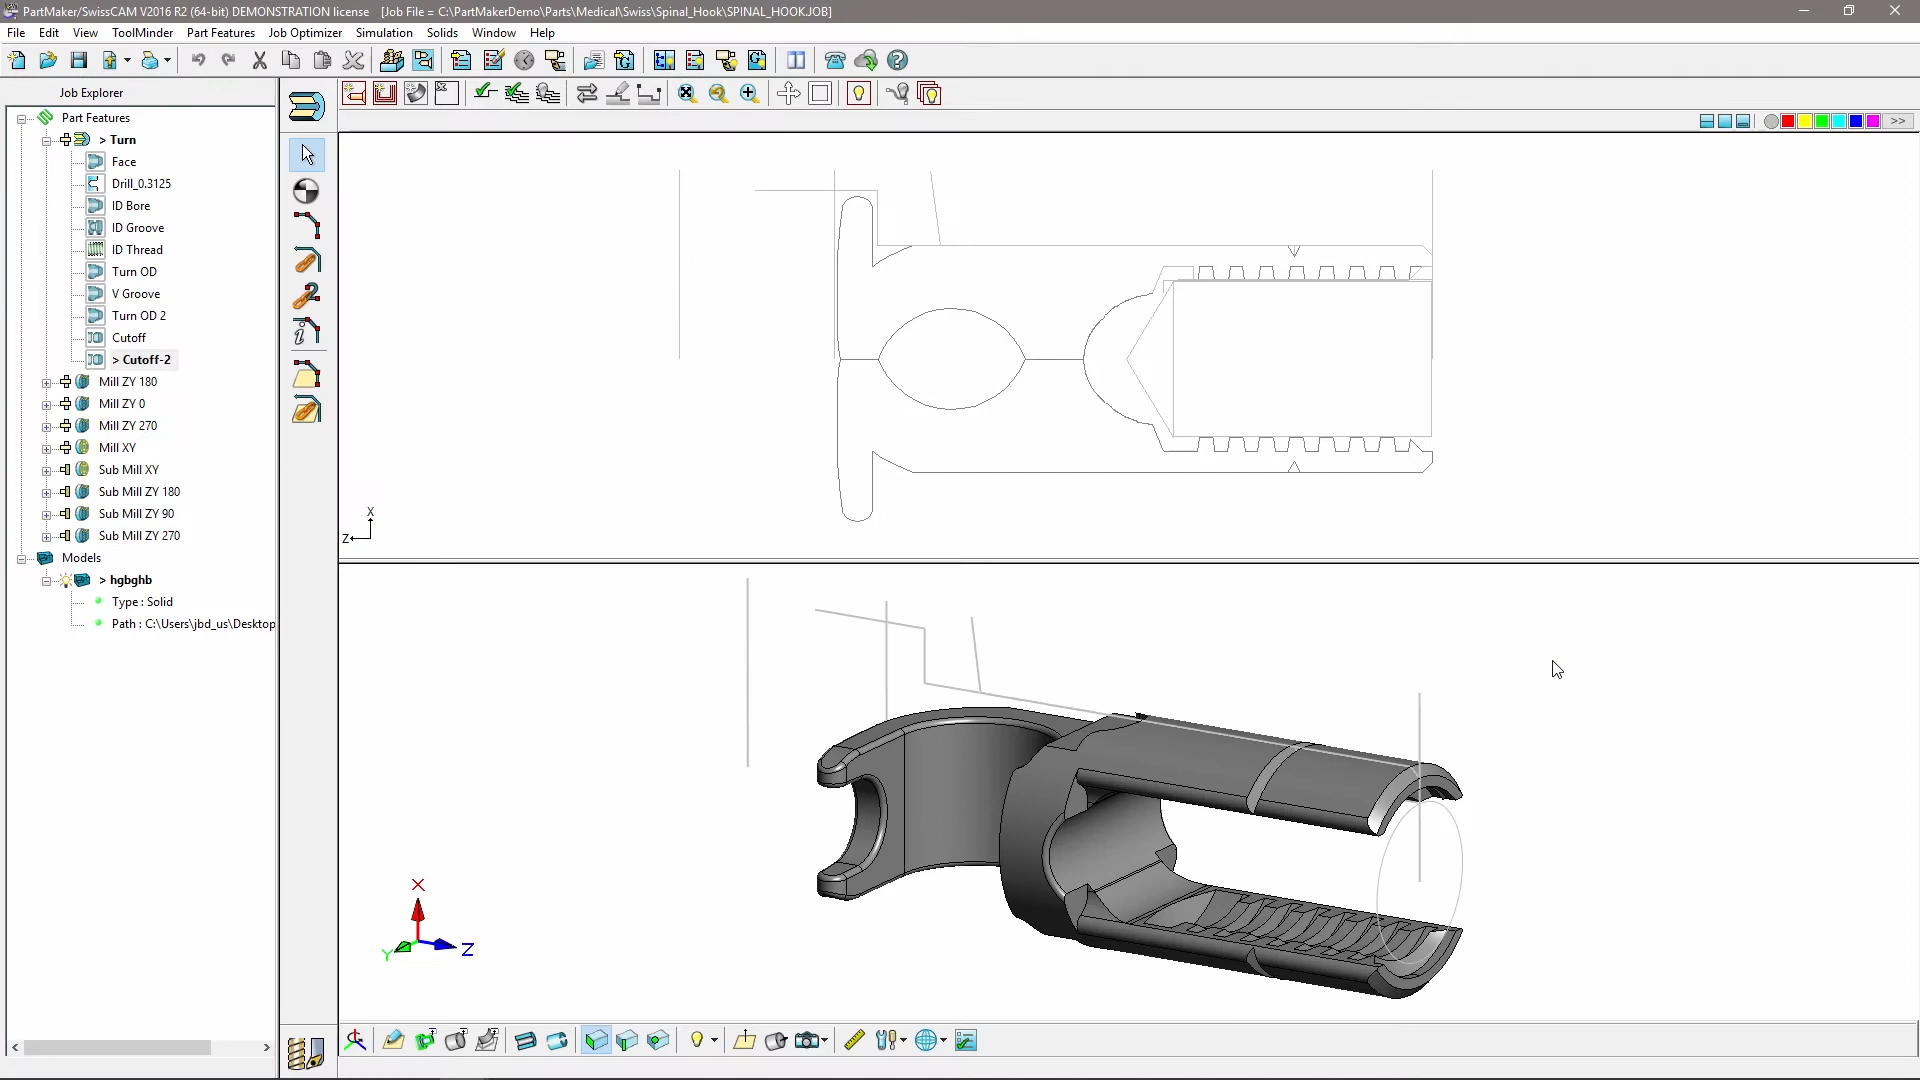 PartMaker/SwissCAM V2016 R2 (64-bit) DEMONSTRATION license [Job File = C:\PartMakerDemo\Parts\Medical\Swiss\Spinal_Hook\SPINAL_HOOK.JOB]
File Edit View ToolMinder Part Features Job Optimizer Simulation Solids Window Help
Job Explorer
Part Features
> Turn
Face
Drill_0.3125
ID Bore
ID Groove
ID Thread
Turn OD
V Groove
Turn OD 2
Cutoff
> Cutoff-2
Mill ZY 180
Mill ZY 0
Mill ZY 270
Mill XY
Sub Mill XY
Sub Mill ZY 180
Sub Mill ZY 90
Sub Mill ZY 270
Models
> hgbghb
Type : Solid
Path : C:\Users\jbd_us\Desktop
>>
X
Z
X
Y
Z